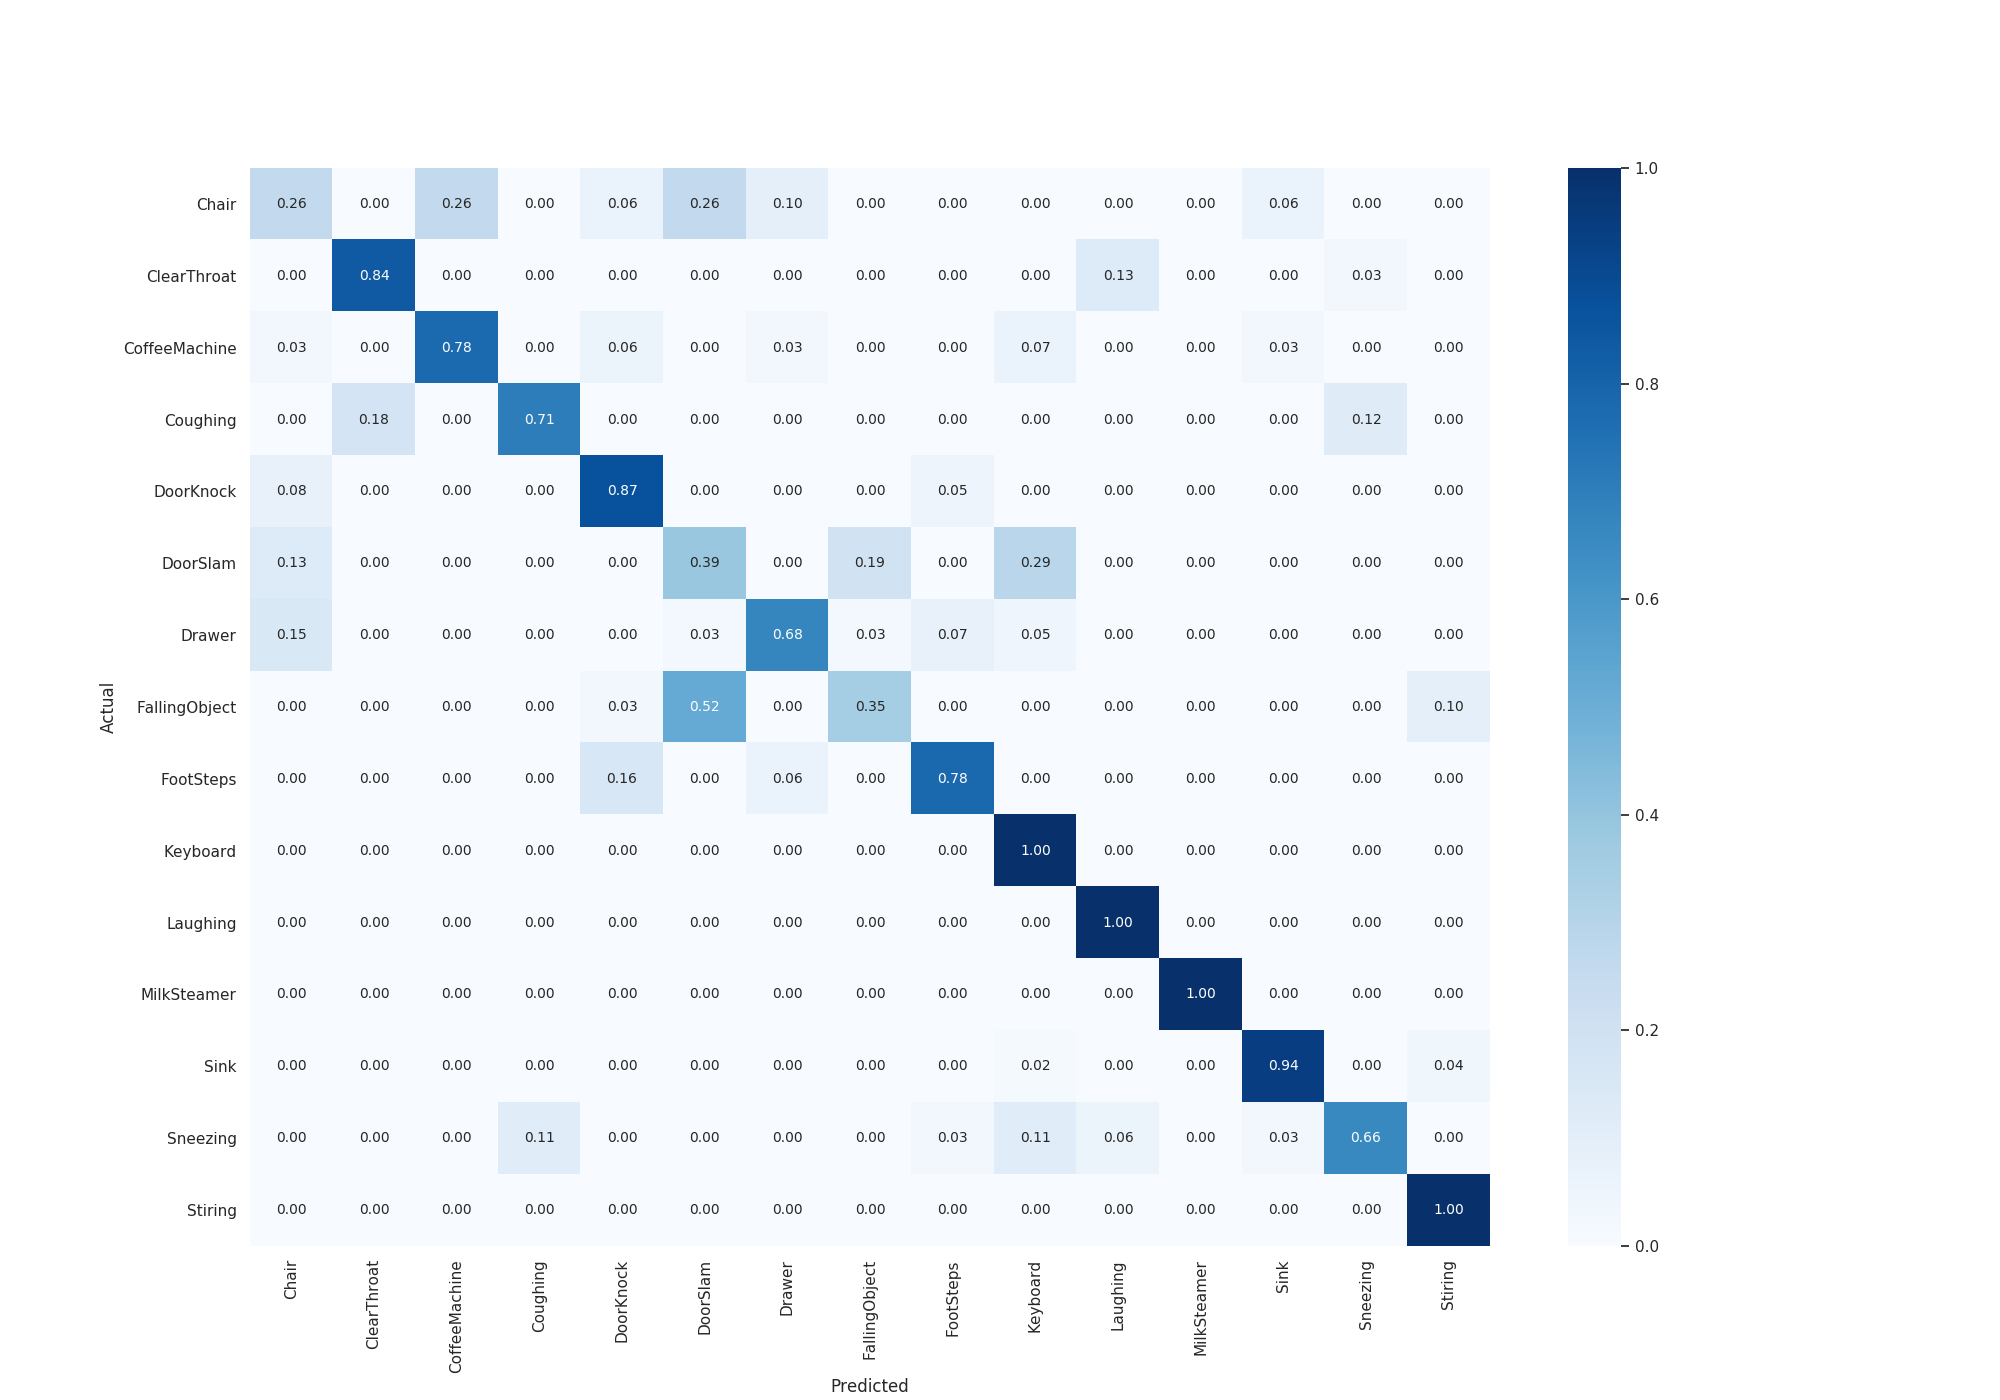 Chair 0.26 0.00 0.26 0.00 0.06 0.26 0.10 0.00 0.00 0.00 0.00 0.00 0.06 0.00 0.00
ClearThroat 0.00 0.84 0.00 0.00 0.00 0.00 0.00 0.00 0.00 0.00 0.13 0.00 0.00 0.03 0.00
CoffeeMachine 0.03 0.00 0.78 0.00 0.06 0.00 0.03 0.00 0.00 0.07 0.00 0.00 0.03 0.00 0.00
Coughing 0.00 0.18 0.00 0.71 0.00 0.00 0.00 0.00 0.00 0.00 0.00 0.00 0.00 0.12 0.00
DoorKnock 0.08 0.00 0.00 0.00 0.87 0.00 0.00 0.00 0.05 0.00 0.00 0.00 0.00 0.00 0.00
DoorSlam 0.13 0.00 0.00 0.00 0.00 0.39 0.00 0.19 0.00 0.29 0.00 0.00 0.00 0.00 0.00
Drawer 0.15 0.00 0.00 0.00 0.00 0.03 0.68 0.03 0.07 0.05 0.00 0.00 0.00 0.00 0.00
FallingObject 0.00 0.00 0.00 0.00 0.03 0.52 0.00 0.35 0.00 0.00 0.00 0.00 0.00 0.00 0.10
FootSteps 0.00 0.00 0.00 0.00 0.16 0.00 0.06 0.00 0.78 0.00 0.00 0.00 0.00 0.00 0.00
Keyboard 0.00 0.00 0.00 0.00 0.00 0.00 0.00 0.00 0.00 1.00 0.00 0.00 0.00 0.00 0.00
Laughing 0.00 0.00 0.00 0.00 0.00 0.00 0.00 0.00 0.00 0.00 1.00 0.00 0.00 0.00 0.00
MilkSteamer 0.00 0.00 0.00 0.00 0.00 0.00 0.00 0.00 0.00 0.00 0.00 1.00 0.00 0.00 0.00
Sink 0.00 0.00 0.00 0.00 0.00 0.00 0.00 0.00 0.00 0.02 0.00 0.00 0.94 0.00 0.04
Sneezing 0.00 0.00 0.00 0.11 0.00 0.00 0.00 0.00 0.03 0.11 0.06 0.00 0.03 0.66 0.00
Stiring 0.00 0.00 0.00 0.00 0.00 0.00 0.00 0.00 0.00 0.00 0.00 0.00 0.00 0.00 1.00
Actual
Chair ClearThroat CoffeeMachine Coughing DoorKnock DoorSlam Drawer FallingObject FootSteps Keyboard Laughing MilkSteamer Sink Sneezing Stiring
Predicted
1.0
0.8
0.6
0.4
0.2
0.0